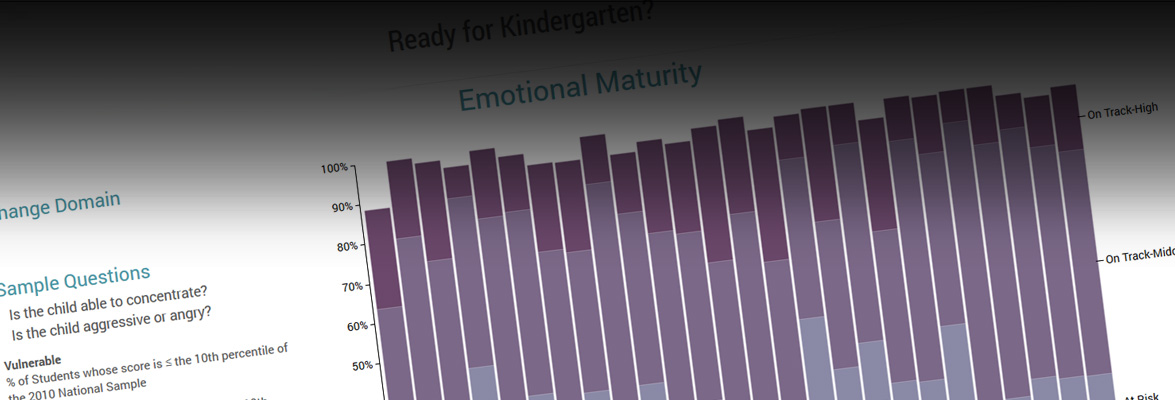 Ready for Kindergarten?
Emotional Maturity
On Track-High
100%
90%
hange Domain
80%
On Track-Midd
Sample Questions
70%
Is the child able to concentrate?
Is the child aggressive or angry?
60%
Vulnerable
50%
% of Students whose score is ≤ the 10th percentile of
the 2010 National Sample
At Risk